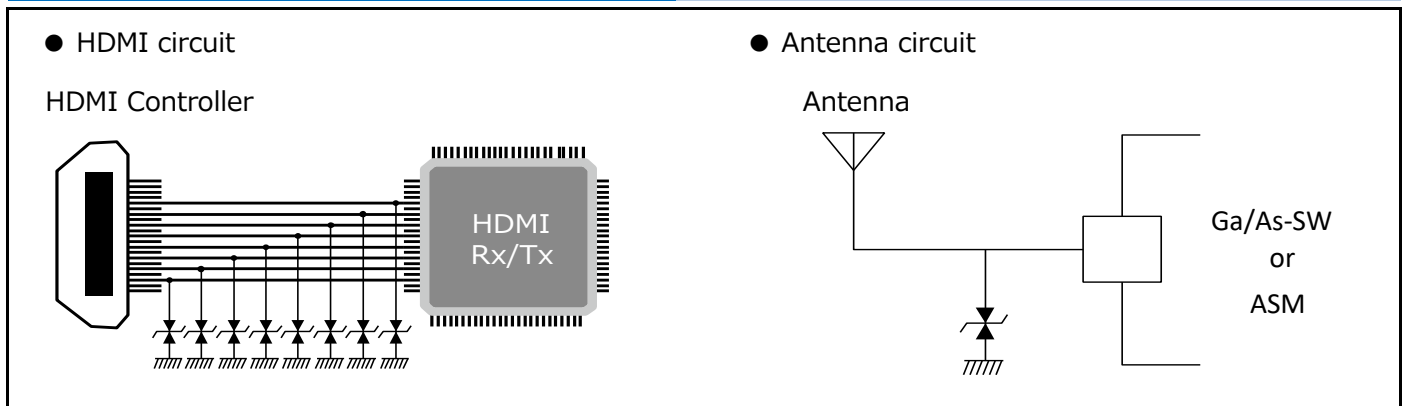 ● HDMI circuit
HDMI Controller
HDMI
Rx/Tx
● Antenna circuit
Antenna
Ga/As-SW
or
ASM